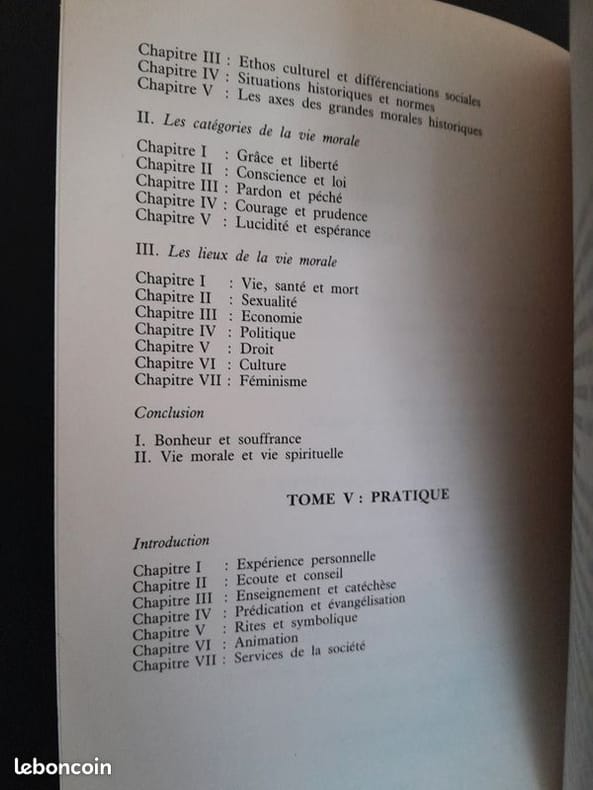 Chapitre III : Ethos culturel et différenciations sociales
Chapitre IV : Situations historiques et normes
Chapitre V : Les axes des grandes morales historiques
II. Les catégories de la vie morale
Chapitre I : Grâce et liberté
Chapitre II : Conscience et loi
Chapitre III : Pardon et péché
Chapitre IV : Courage et prudence
Chapitre V : Lucidité et espérance
III. Les lieux de la vie morale
Chapitre I : Vie, santé et mort
Chapitre II : Sexualité
Chapitre III : Economie
Chapitre IV : Politique
Chapitre V : Droit
Chapitre VI : Culture
Chapitre VII : Féminisme
Conclusion
I. Bonheur et souffrance
II. Vie morale et vie spirituelle
TOME V : PRATIQUE
Introduction
Chapitre I : Expérience personnelle
Chapitre II : Ecoute et conseil
Chapitre III : Enseignement et catéchèse
Chapitre IV : Prédication et évangélisation
Chapitre V : Rites et symbolique
Chapitre VI : Animation
Chapitre VII : Services de la société
leboncoin